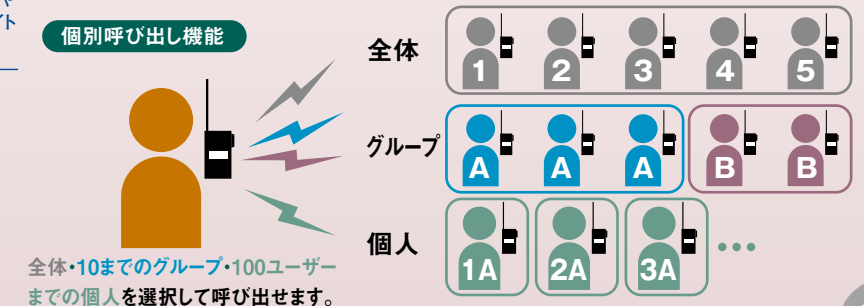 イト
個別呼び出し機能
全体
1 2 3 4 5
グループ
A A A B B
個人
1A 2A 3A •••
全体・10までのグループ・100ユーザー
までの個人を選択して呼び出せます。